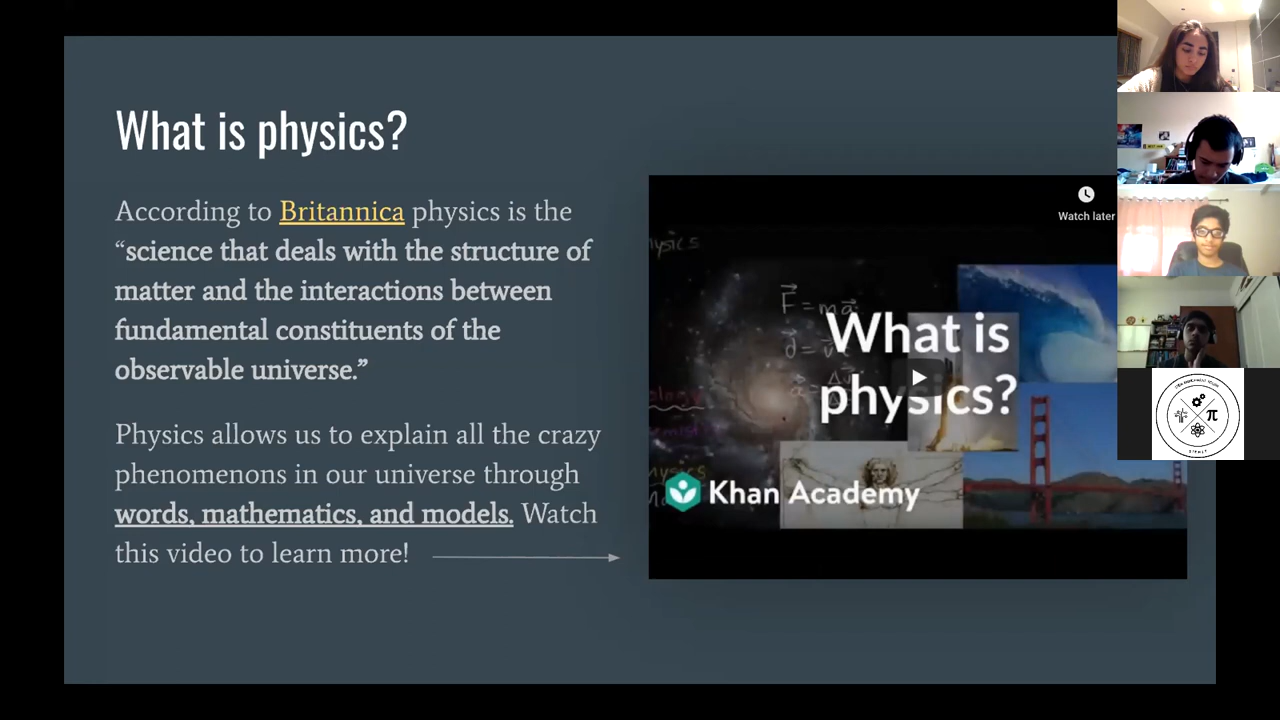 What is physics?
According to Britannica physics is the
“science that deals with the structure of
matter and the interactions between
fundamental constituents of the
observable universe.”
Physics allows us to explain all the crazy
phenomenons in our universe through
words, mathematics, and models. Watch
this video to learn more!
Watch later
What is
physics?
Khan Academy
π